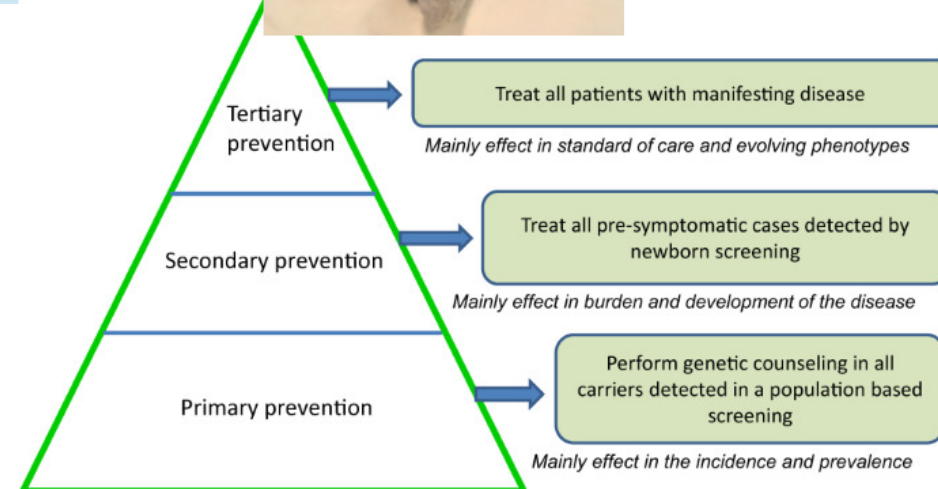 Tertiary
prevention
Treat all patients with manifesting disease
Mainly effect in standard of care and evolving phenotypes
Secondary prevention
Treat all pre-symptomatic cases detected by
newborn screening
Mainly effect in burden and development of the disease
Primary prevention
Perform genetic counseling in all
carriers detected in a population based
screening
Mainly effect in the incidence and prevalence